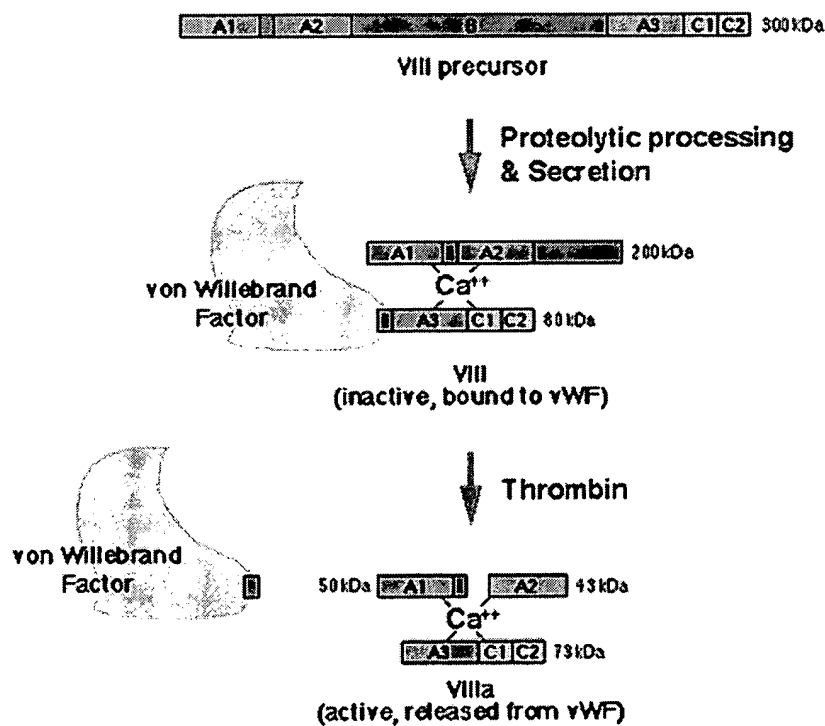 A1 A2 B A3 C1 C2 300kDa
VIII precursor
Proteolytic processing
& Secretion
A1 A2 200kDa
von Willebrand
Factor
Ca++
A3 C1 C2 80kDa
VIII
(inactive, bound to vWF)
Thrombin
von Willebrand
Factor
50kDa A1 A2 43kDa
Ca++
A3 C1 C2 73kDa
VIIIa
(active, released from vWF)